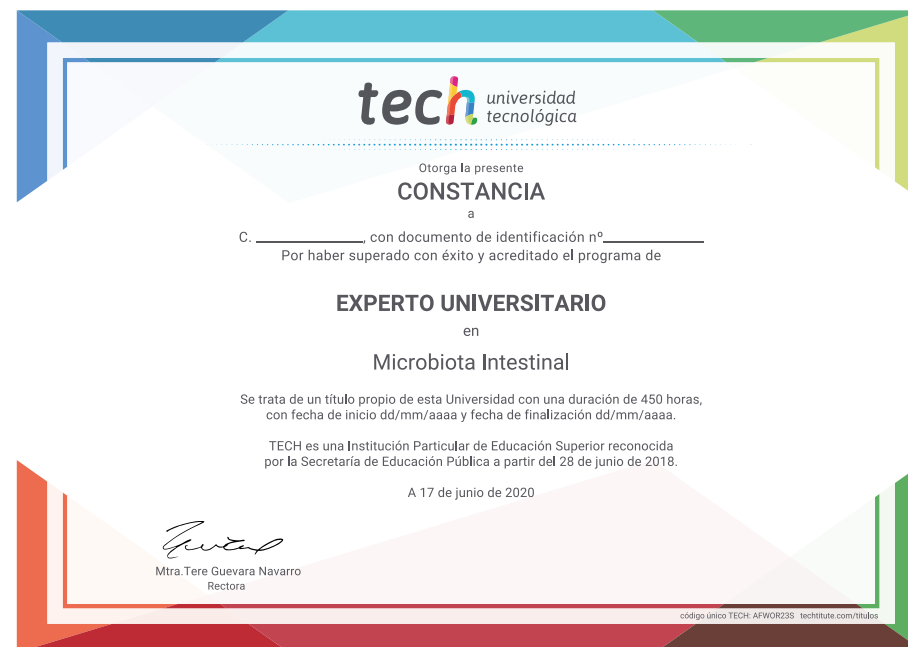 tech universidad
tecnológica
Otorga la presente
CONSTANCIA
a
C. ____________, con documento de identificación nº____________
Por haber superado con éxito y acreditado el programa de
EXPERTO UNIVERSITARIO
en
Microbiota Intestinal
Se trata de un título propio de esta Universidad con una duración de 450 horas,
con fecha de inicio dd/mm/aaaa y fecha de finalización dd/mm/aaaa.
TECH es una Institución Particular de Educación Superior reconocida
por la Secretaría de Educación Pública a partir del 28 de junio de 2018.
A 17 de junio de 2020
Mtra.Tere Guevara Navarro
Rectora
código único TECH: AFWOR23S techtitute.com/titulos